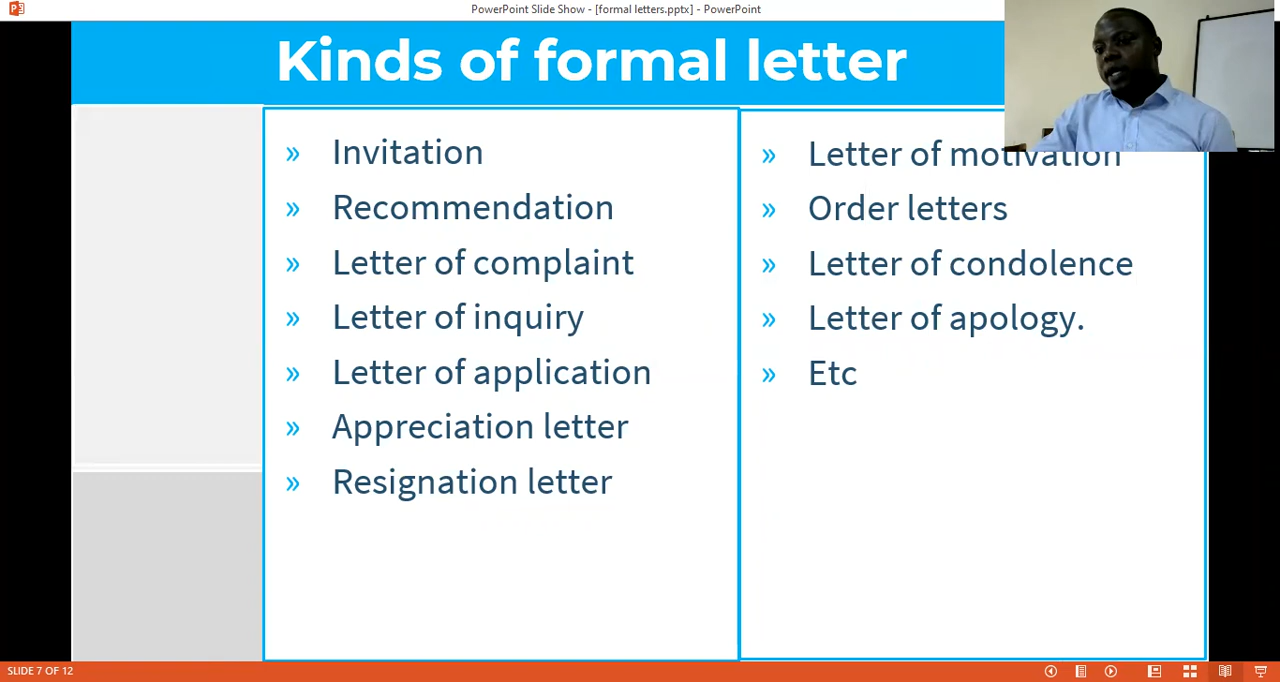 PowerPoint Slide Show - [formal letters.pptx] - PowerPoint
Kinds of formal letter
» Invitation
» Recommendation
» Letter of complaint
» Letter of inquiry
» Letter of application
» Appreciation letter
» Resignation letter
» Letter of motivation
» Order letters
» Letter of condolence
» Letter of apology.
» Etc
SLIDE 7 OF 12